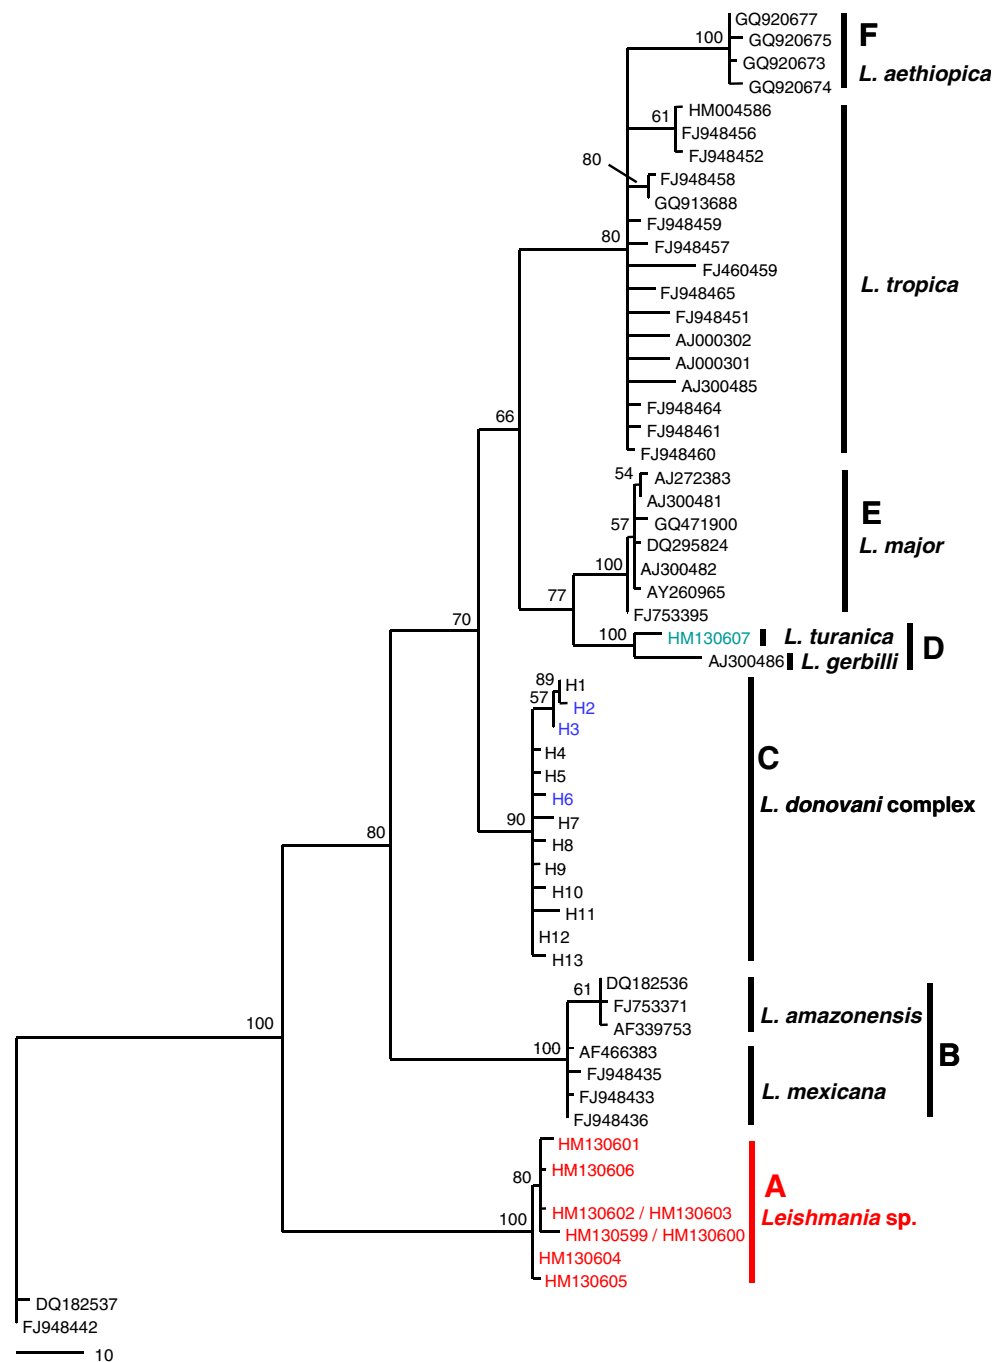 GQ920677
100
GQ920675
F
GQ920673
L. aethiopica
GQ920674
HM004586
61
FJ948456
FJ948452
80
FJ948458
GQ913688
FJ948459
80
FJ948457
FJ460459
L. tropica
FJ948465
FJ948451
AJ000302
AJ000301
AJ300485
FJ948464
66
FJ948461
FJ948460
54
AJ272383
AJ300481
E
57
GQ471900
DQ295824
L. major
100
AJ300482
AY260965
77
FJ753395
70
100
HM130607
L. turanica
D
AJ300486
L. gerbilli
89
H1
57
H2
H3
H4
C
H5
H6
L. donovani complex
90
H7
80
H8
H9
H10
H11
H12
H13
61
DQ182536
FJ753371
L. amazonensis
100
AF339753
100
AF466383
B
FJ948435
L. mexicana
FJ948433
FJ948436
HM130601
80
HM130606
A
100
HM130602 / HM130603
Leishmania sp.
HM130599 / HM130600
HM130604
HM130605
DQ182537
FJ948442
10